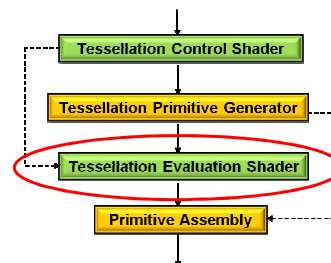 Tessellation Control Shader
Tessellation Primitive Generator
Tessellation Evaluation Shader
Primitive Assembly